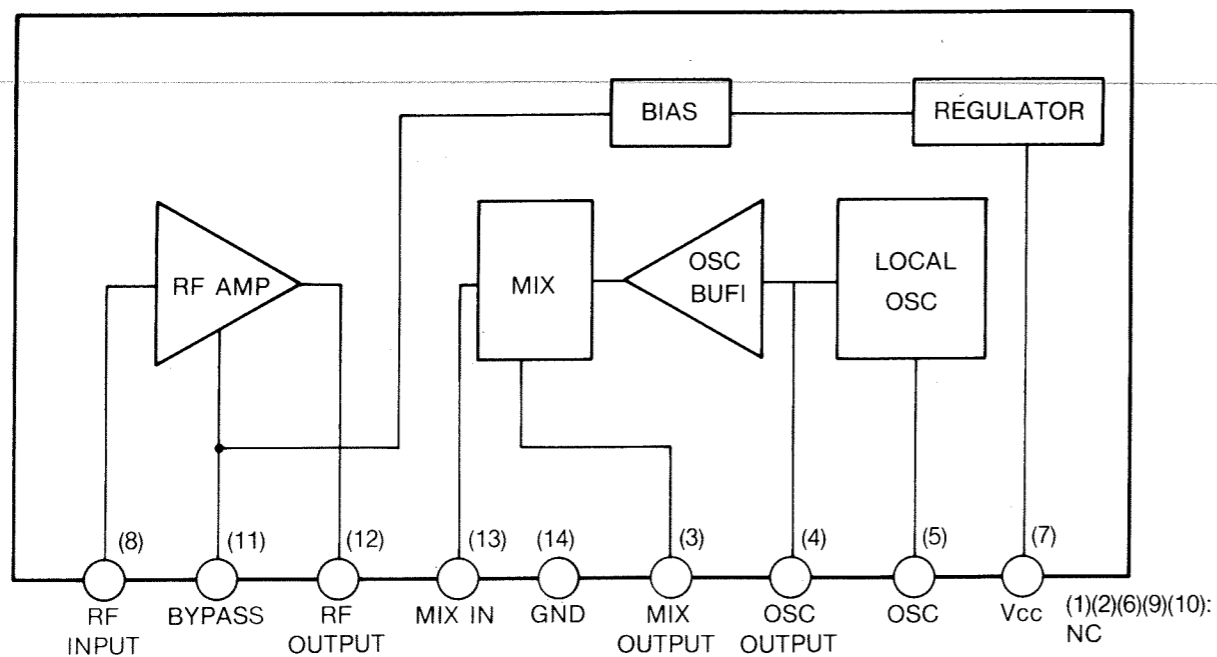 BIAS
REGULATOR
RF AMP
MIX
OSC
BUFI
LOCAL
OSC
(8)
(11)
(12)
(13)
(14)
(3)
(4)
(5)
(7)
RF
INPUT
BYPASS
RF
OUTPUT
MIX IN
GND
MIX
OUTPUT
OSC
OUTPUT
OSC
Vcc
(1)(2)(6)(9)(10):
NC